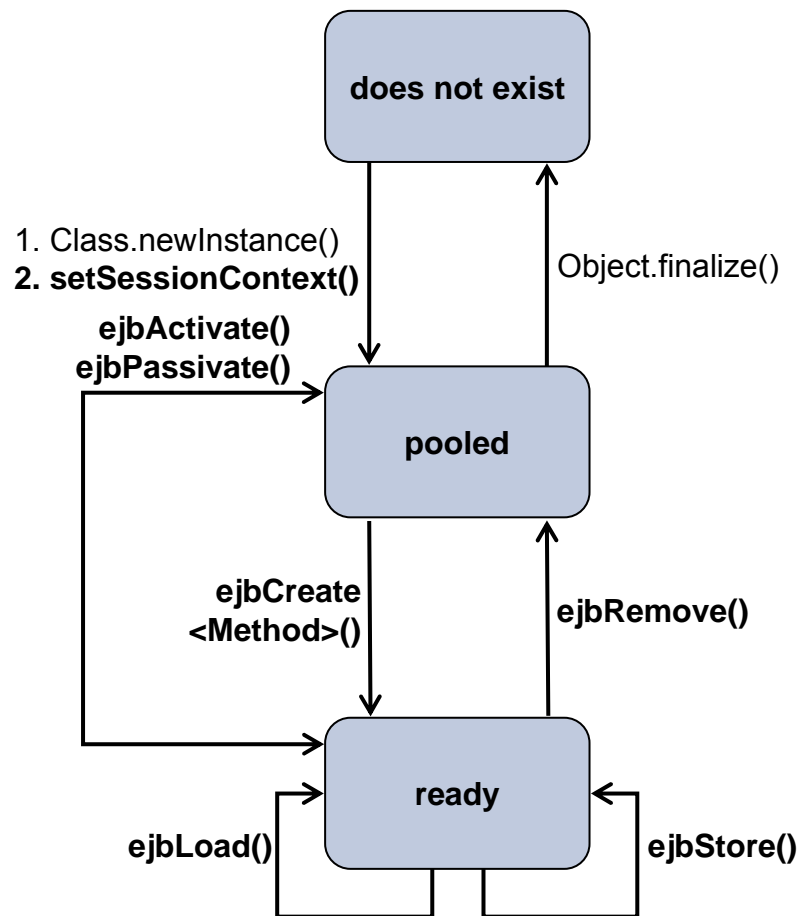 does not exist
1. Class.newInstance()
2. setSessionContext()
Object.finalize()
ejbActivate()
ejbPassivate()
pooled
ejbCreate
<Method>()
ejbRemove()
ready
ejbLoad()
ejbStore()